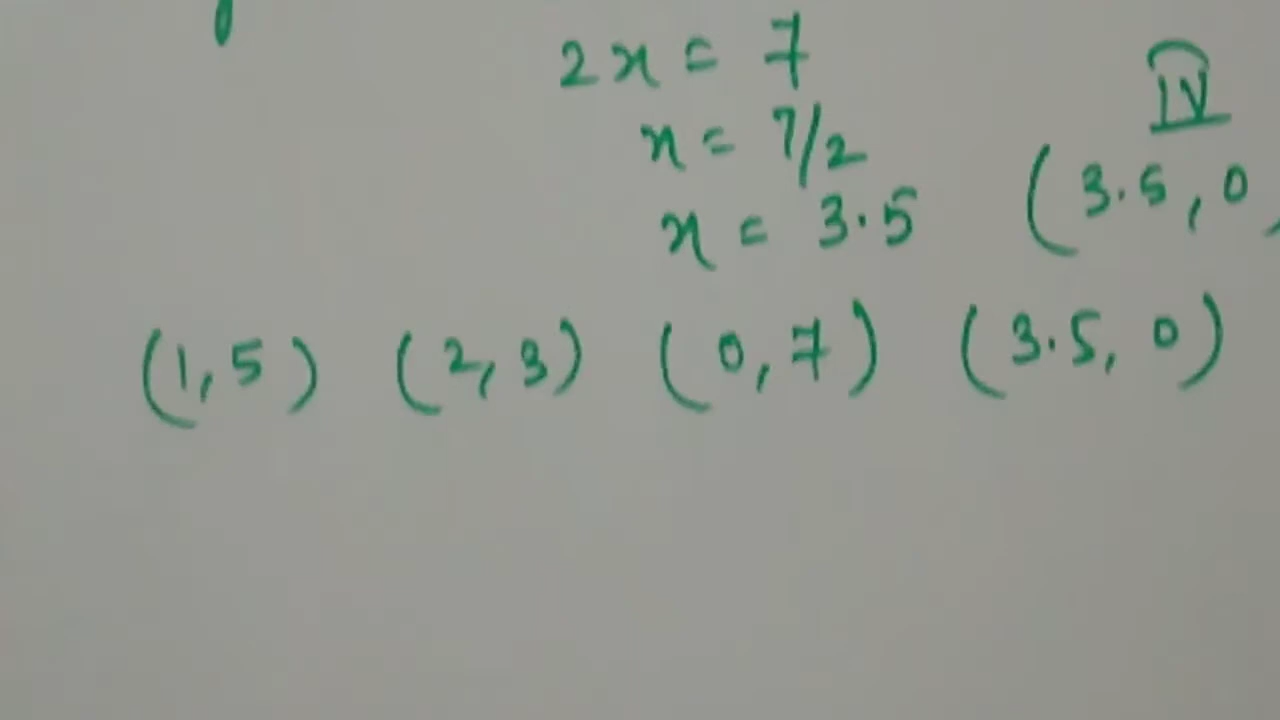 2x = 7
x = 7/2
x = 3.5
IV
(3.5, 0
(1, 5) (2, 3) (0, 7) (3.5, 0)